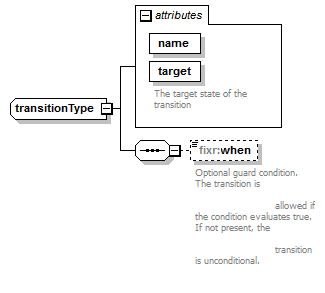 attributes
name
target
The target state of the
transition
transitionType
fixr:when
Optional guard condition.
The transition is
allowed if
the condition evaluates true.
If not present, the
transition
is unconditional.